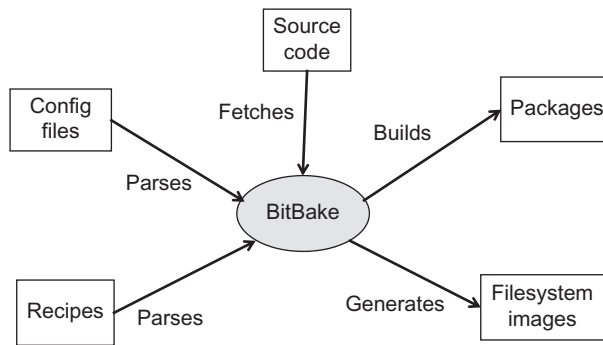 Source
code
Config
files
Fetches
Packages
Builds
Parses
BitBake
Recipes
Parses
Generates
Filesystem
images